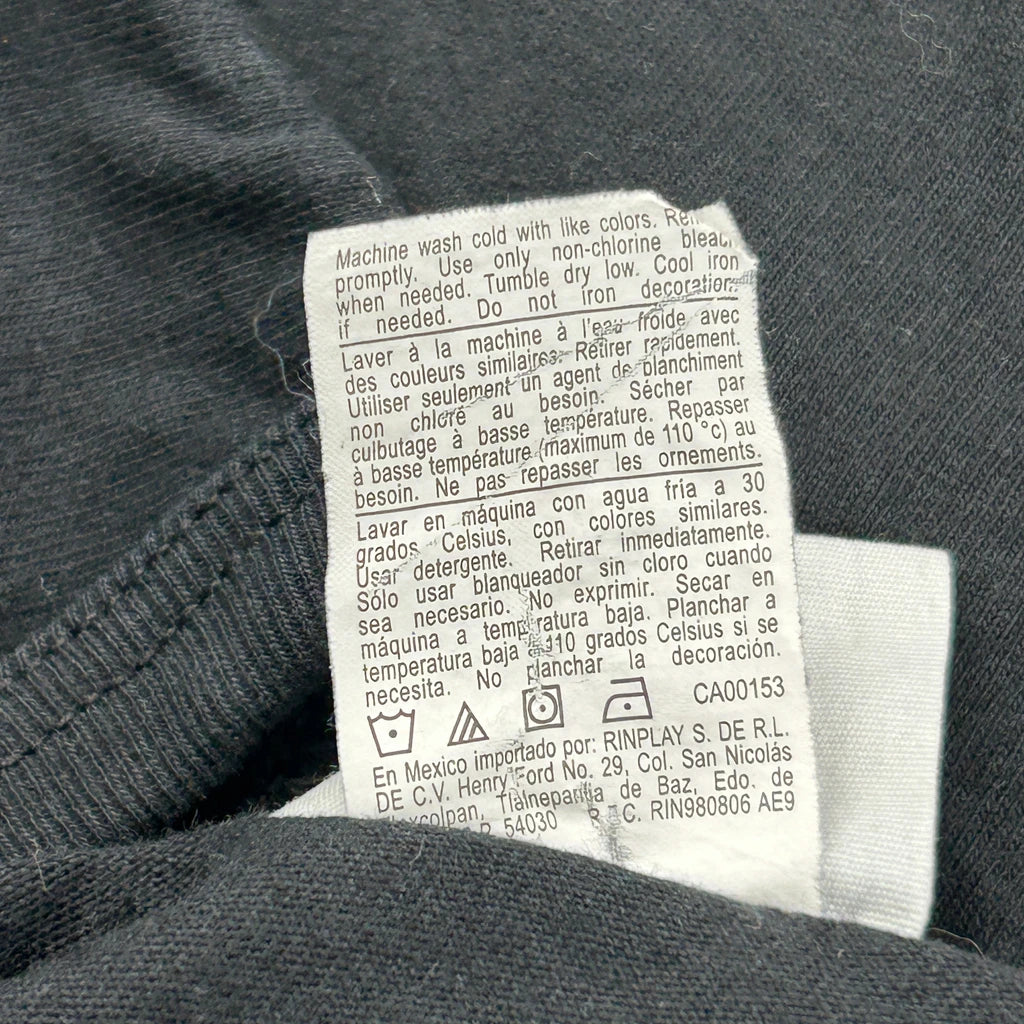 Machine wash cold with like colors.
promptly. Use only non-chlorine bleach
when needed. Tumble dry low. Cool iron
if needed. Do not iron decoration.
Laver à la machine à l'eau froide avec
des couleurs similaires. Retirer rapidement.
Utiliser seulement un agent de planchiment
non chloré au besoin. Sécher par
culbutage à basse température. Repasser
à basse température (maximum de 110 °c) au
besoin. Ne pas repasser les ornements.
Lavar en máquina con agua fría a 30
grados Celsius, con colores similares.
Usar detergente. Retirar inmediatamente.
Sólo usar blanqueador sin cloro cuando
sea necesario. No exprimir. Secar en
máquina a temperatura baja. Planchar a
temperatura baja a 110 grados Celsius si se
necesita. No planchar la decoración.
CA00153
En Mexico importado por: RINPLAY S. DE R.L.
DE C.V. Henry Ford No. 29, Col. San Nicolás
Tlalnepantla de Baz, Edo. de
54030 C. RIN980806 AE9